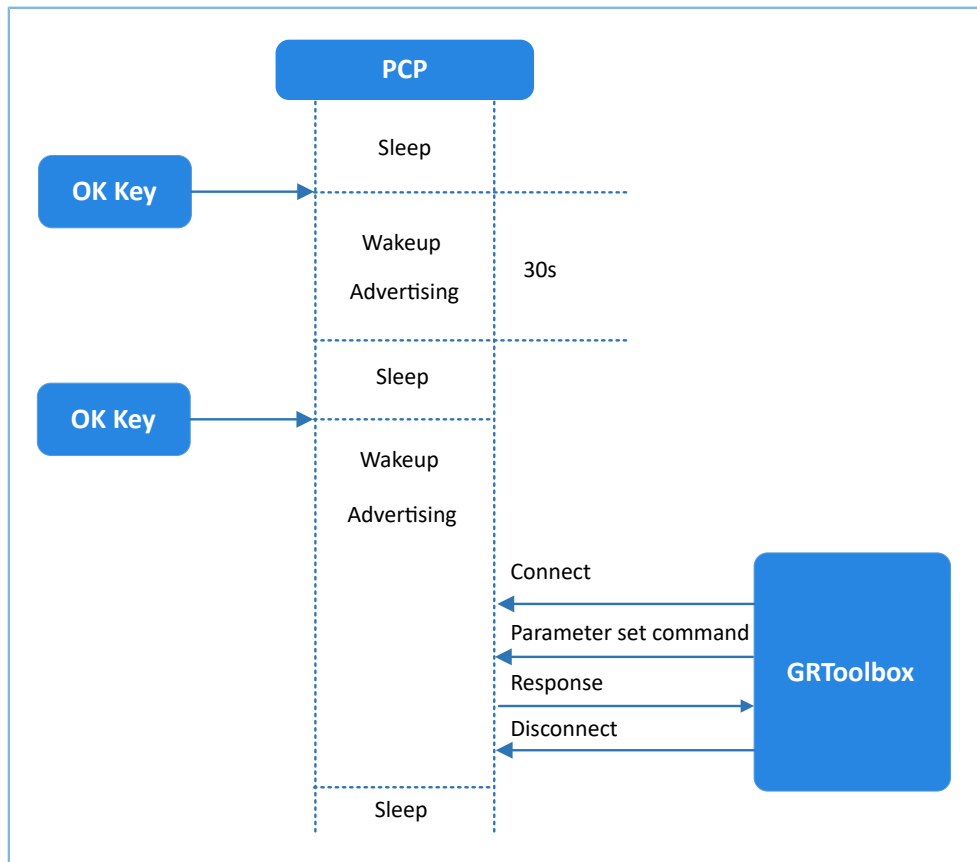 PCP
Sleep
OK Key
Wakeup
30s
Advertising
Sleep
OK Key
Wakeup
Advertising
Connect
Parameter set command
GRToolbox
Response
Disconnect
Sleep